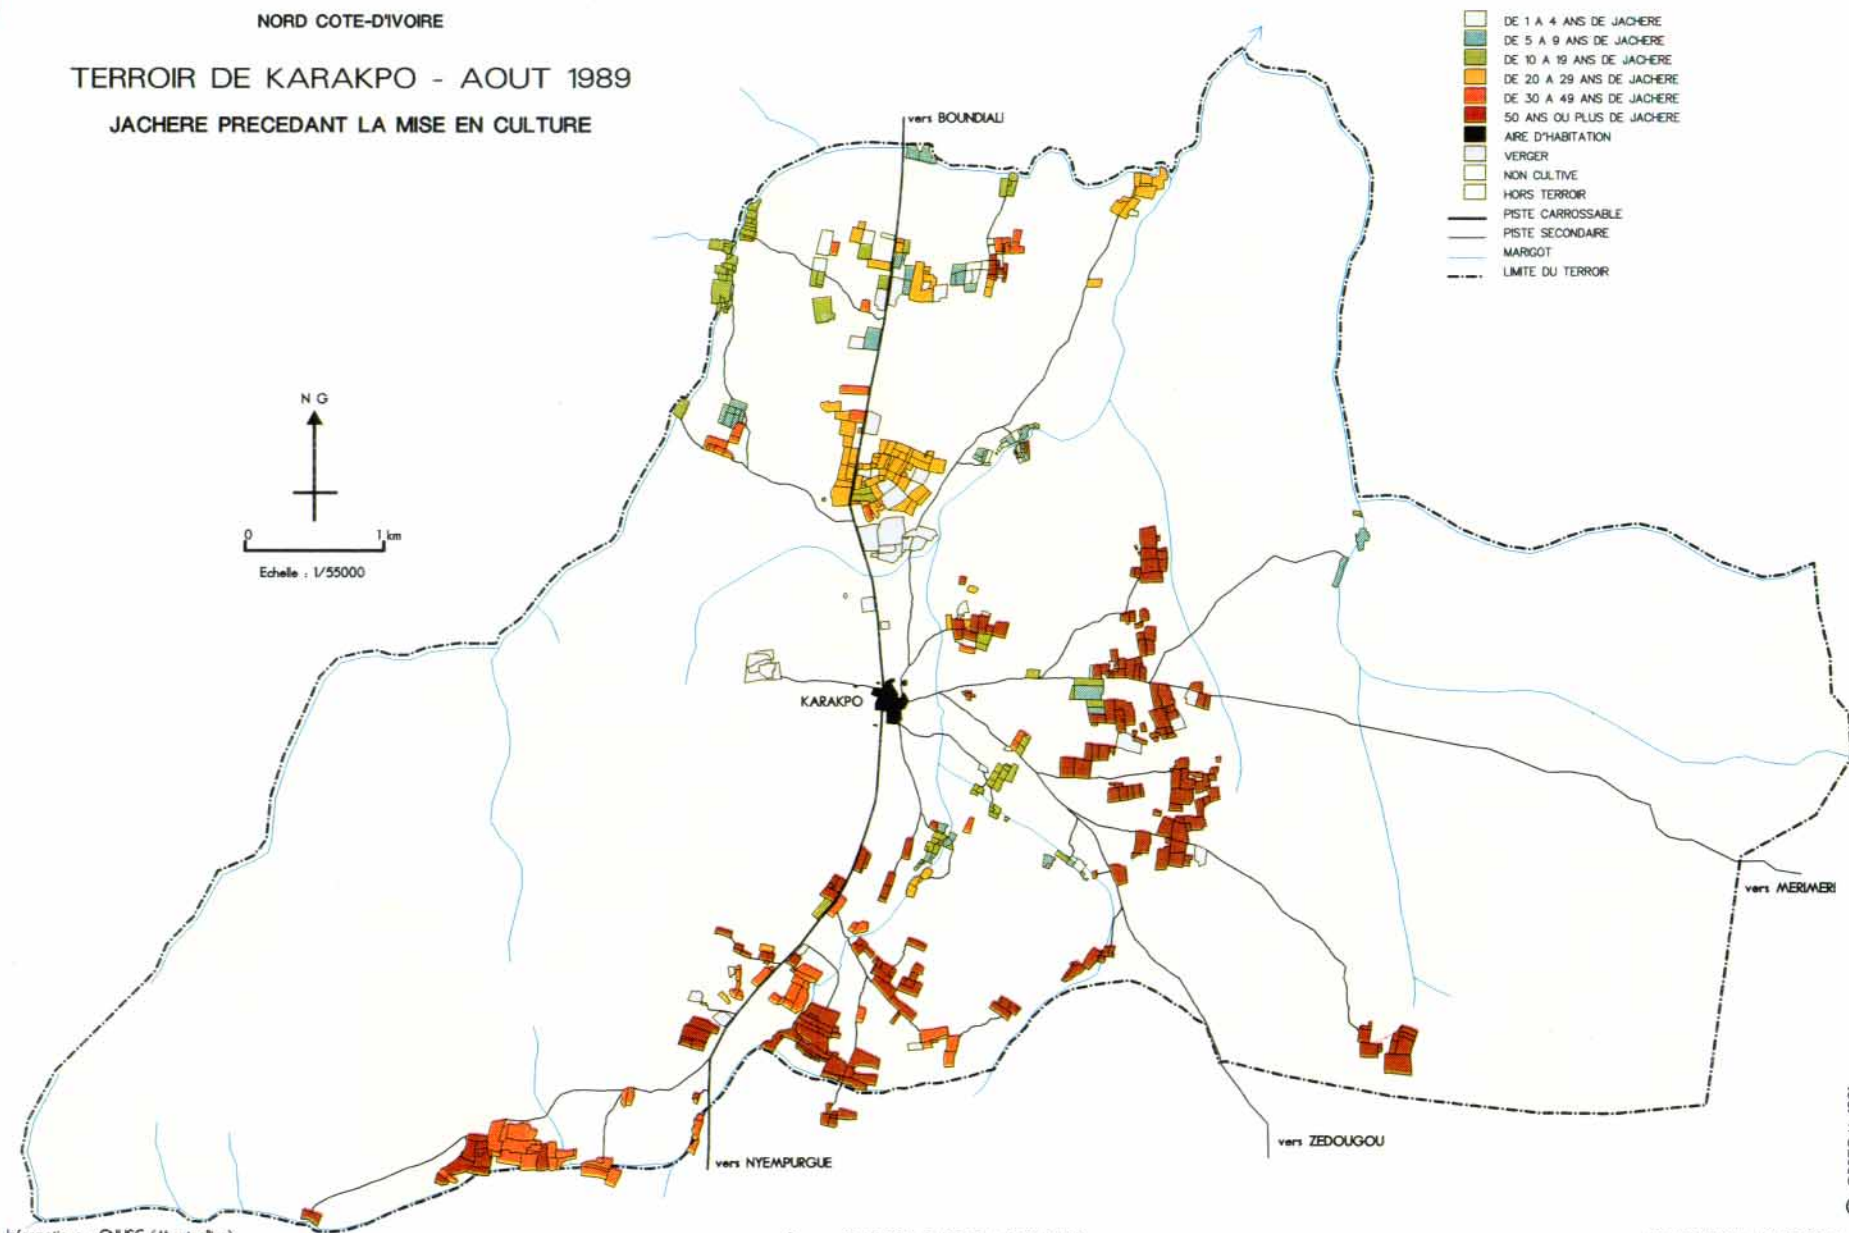 NORD COTE-D'IVOIRE
TERROIR DE KARAKPO - AOUT 1989
JACHERE PRECEDANT LA MISE EN CULTURE
DE 1 A 4 ANS DE JACHERE
DE 5 A 9 ANS DE JACHERE
DE 10 A 19 ANS DE JACHERE
DE 20 A 29 ANS DE JACHERE
DE 30 A 49 ANS DE JACHERE
50 ANS OU PLUS DE JACHERE
AIRE D'HABITATION
VERGER
NON CULTIVE
HORS TERROIR
PISTE CARROSSABLE
PISTE SECONDAIRE
MARIGOT
LIMITE DU TERROIR
vers BOUNDIALI
N G
0 1 km
Echelle : 1/55000
KARAKPO
vers MERIMERI
vers ZEDOUGOU
vers NYEMPURGUE